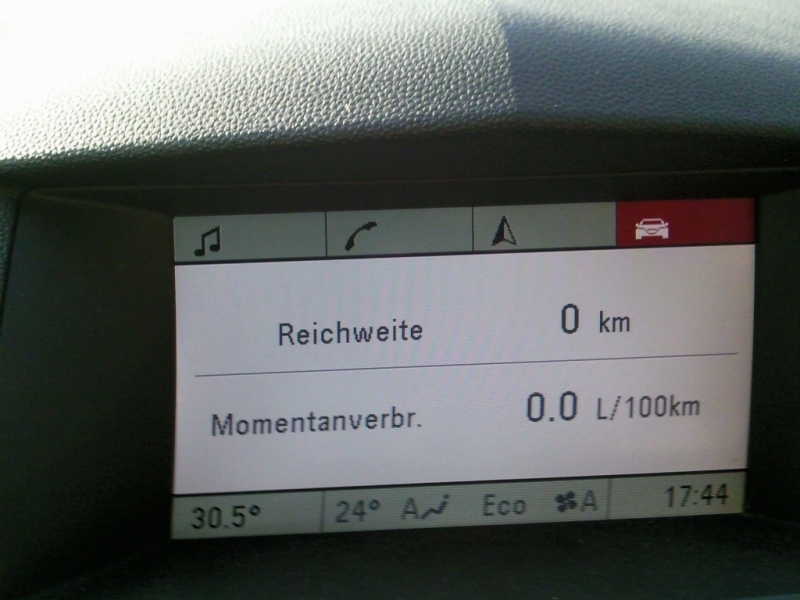 Reichweite 0 km
Momentanverbr. 0.0 L/100km
30.5° 24° A Eco A 17:44